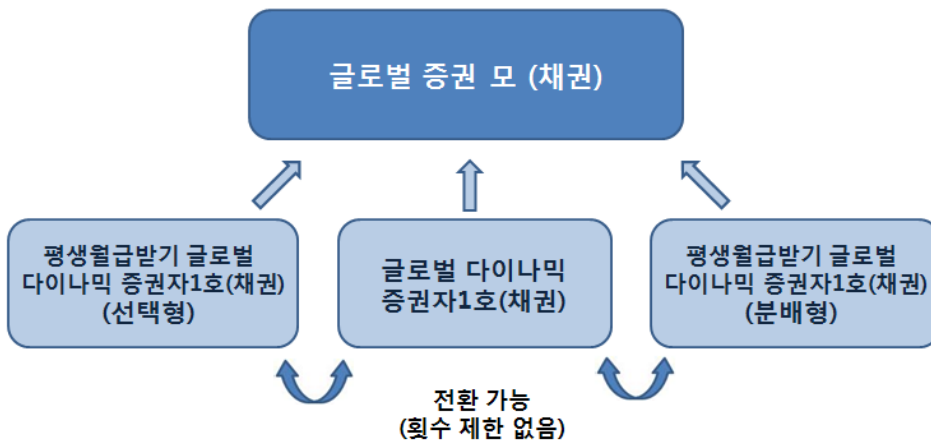 글로벌 증권 모 (채권)
평생월급받기 글로벌
다이나믹 증권자1호(채권)
(선택형)
글로벌 다이나믹
증권자1호(채권)
평생월급받기 글로벌
다이나믹 증권자1호(채권)
(분배형)
전환 가능
(횟수 제한 없음)